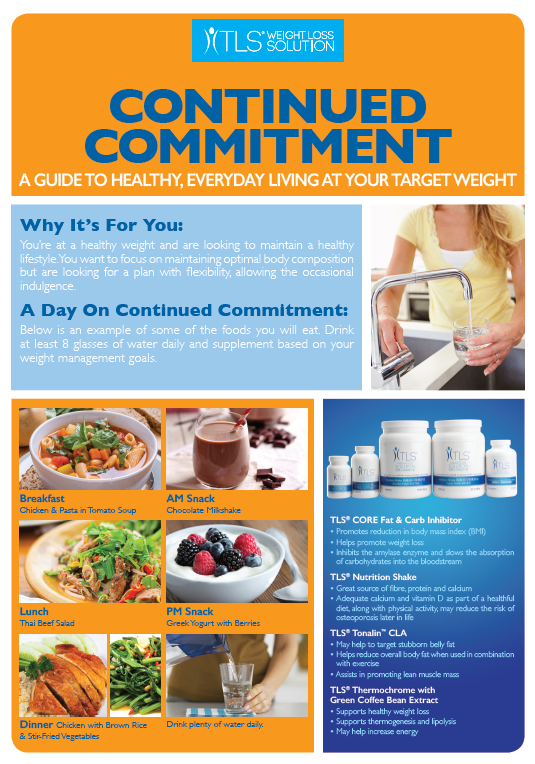 TLS® WEIGHT LOSS
SOLUTION
CONTINUED
COMMITMENT
A GUIDE TO HEALTHY, EVERYDAY LIVING AT YOUR TARGET WEIGHT
Why It's For You:
You're at a healthy weight and are looking to maintain a healthy
lifestyle.You want to focus on maintaining optimal body composition
but are looking for a plan with flexibility, allowing the occasional
indulgence.
A Day On Continued Commitment:
Below is an example of some of the foods you will eat. Drink
at least 8 glasses of water daily and supplement based on your
weight management goals.
Breakfast
Chicken & Pasta in Tomato Soup
AM Snack
Chocolate Milkshake
Lunch
Thai Beef Salad
PM Snack
Greek Yogurt with Berries
Dinner Chicken with Brown Rice
& Stir-Fried Vegetables
Drink plenty of water daily.
TLS
TLS
TLS
TLS
TLS
TLS® CORE Fat & Carb Inhibitor
• Promotes reduction in body mass index (BMI)
• Helps promote weight loss
• Inhibits the amylase enzyme and slows the absorption
of carbohydrates into the bloodstream
TLS® Nutrition Shake
• Great source of fibre, protein and calcium
• Adequate calcium and vitamin D as part of a healthful
diet, along with physical activity, may reduce the risk of
osteoporosis later in life
TLS® Tonalin™ CLA
• May help to target stubborn belly fat
• Helps reduce overall body fat when used in combination
with exercise
• Assists in promoting lean muscle mass
TLS® Thermochrome with
Green Coffee Bean Extract
• Supports healthy weight loss
• Supports thermogenesis and lipolysis
• May help increase energy